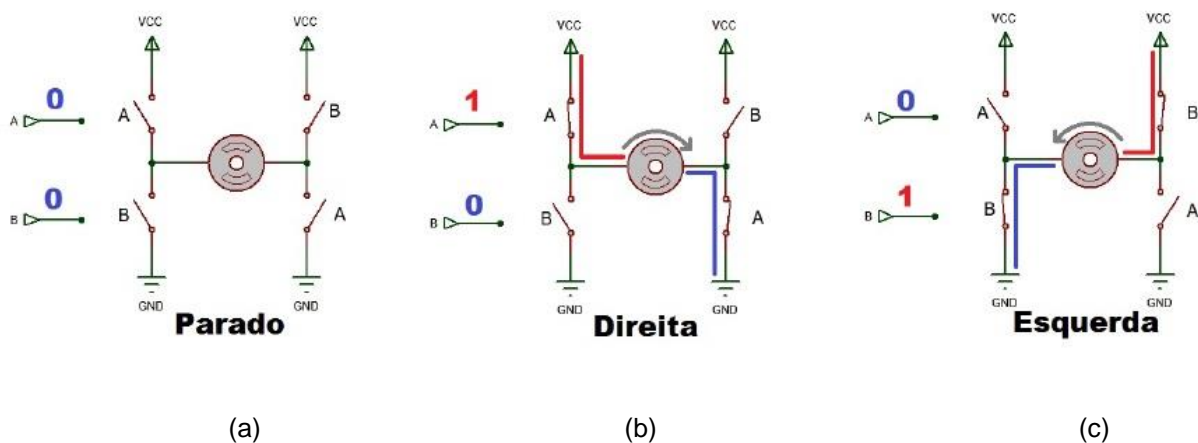 VCC VCC
0
A
A B
0
B
B A
GND GND
Parado
VCC VCC
1
A
A B
0
B
B A
GND GND
Direita
VCC VCC
0
A
A B
1
B
B A
GND GND
Esquerda
(a) (b) (c)